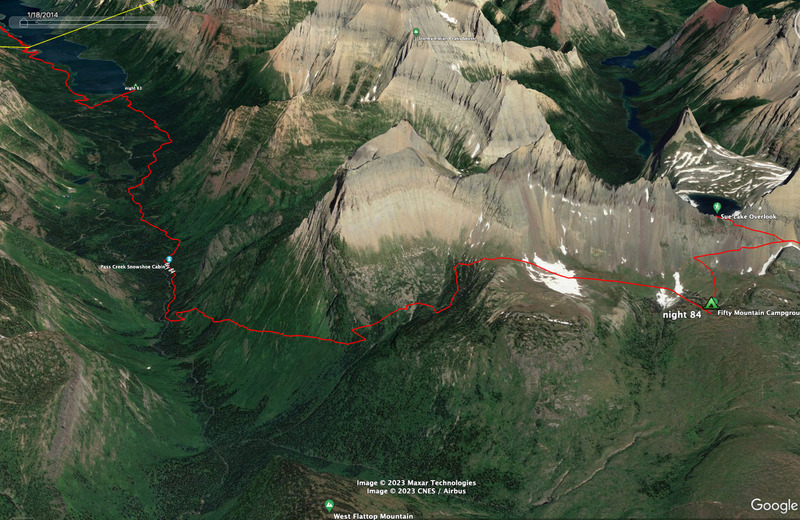 1/18/2014
night 83
Sue Lake Overlook
Pass Creek Snowshoe Cabin
night 84
Fifty Mountain Campgrou
Image © 2023 Maxar Technologies
Image © 2023 CNES / Airbus
West Flattop Mountain
Google